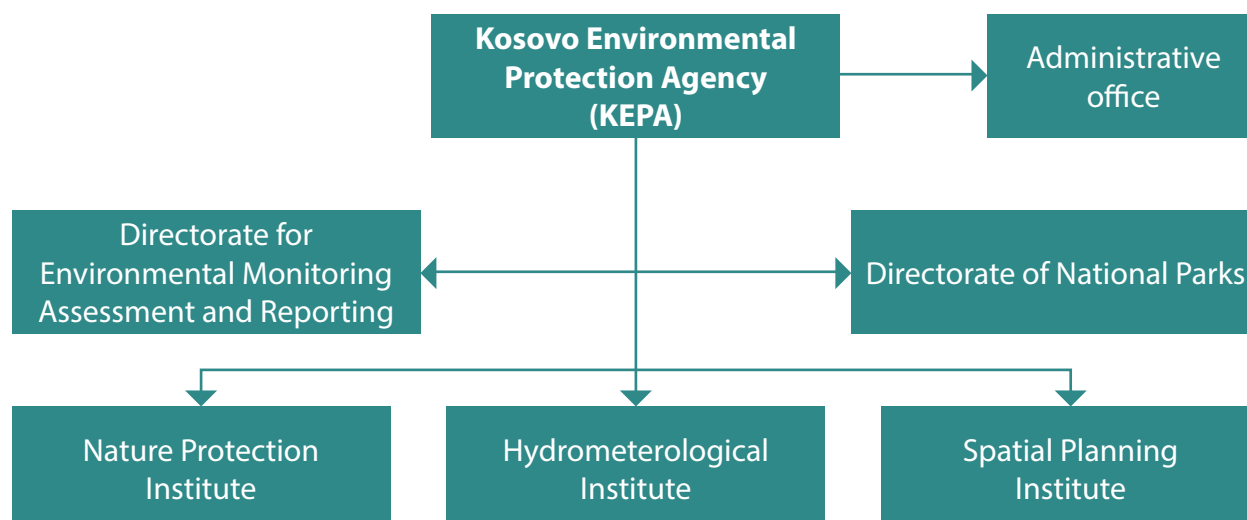 Kosovo Environmental
Protection Agency
(KEPA)
Administrative
office
Directorate for
Environmental Monitoring
Assessment and Reporting
Directorate of National Parks
Nature Protection
Institute
Hydrometerological
Institute
Spatial Planning
Institute